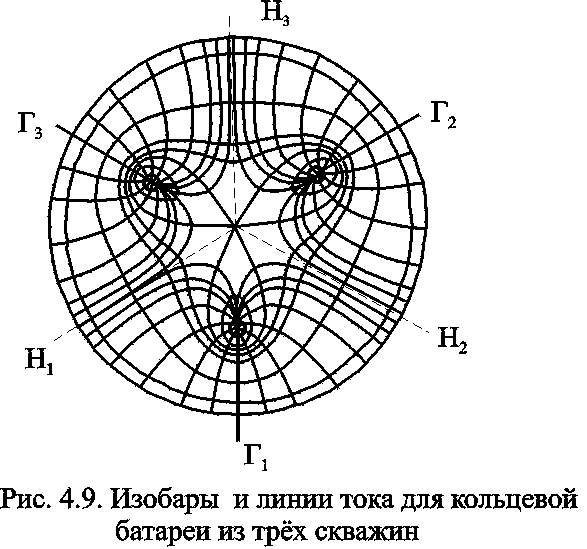 Н3
Г3
Г2
Н1
Н2
Г1
Рис. 4.9. Изобары и линии тока для кольцевой
батареи из трёх скважин